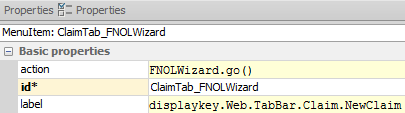 Properties Properties
MenuItem: ClaimTab_FNOLWizard
Basic properties
action FNOLWizard.go()
id* ClaimTab_FNOLWizard
label displaykey.Web.TabBar.Claim.NewClaim